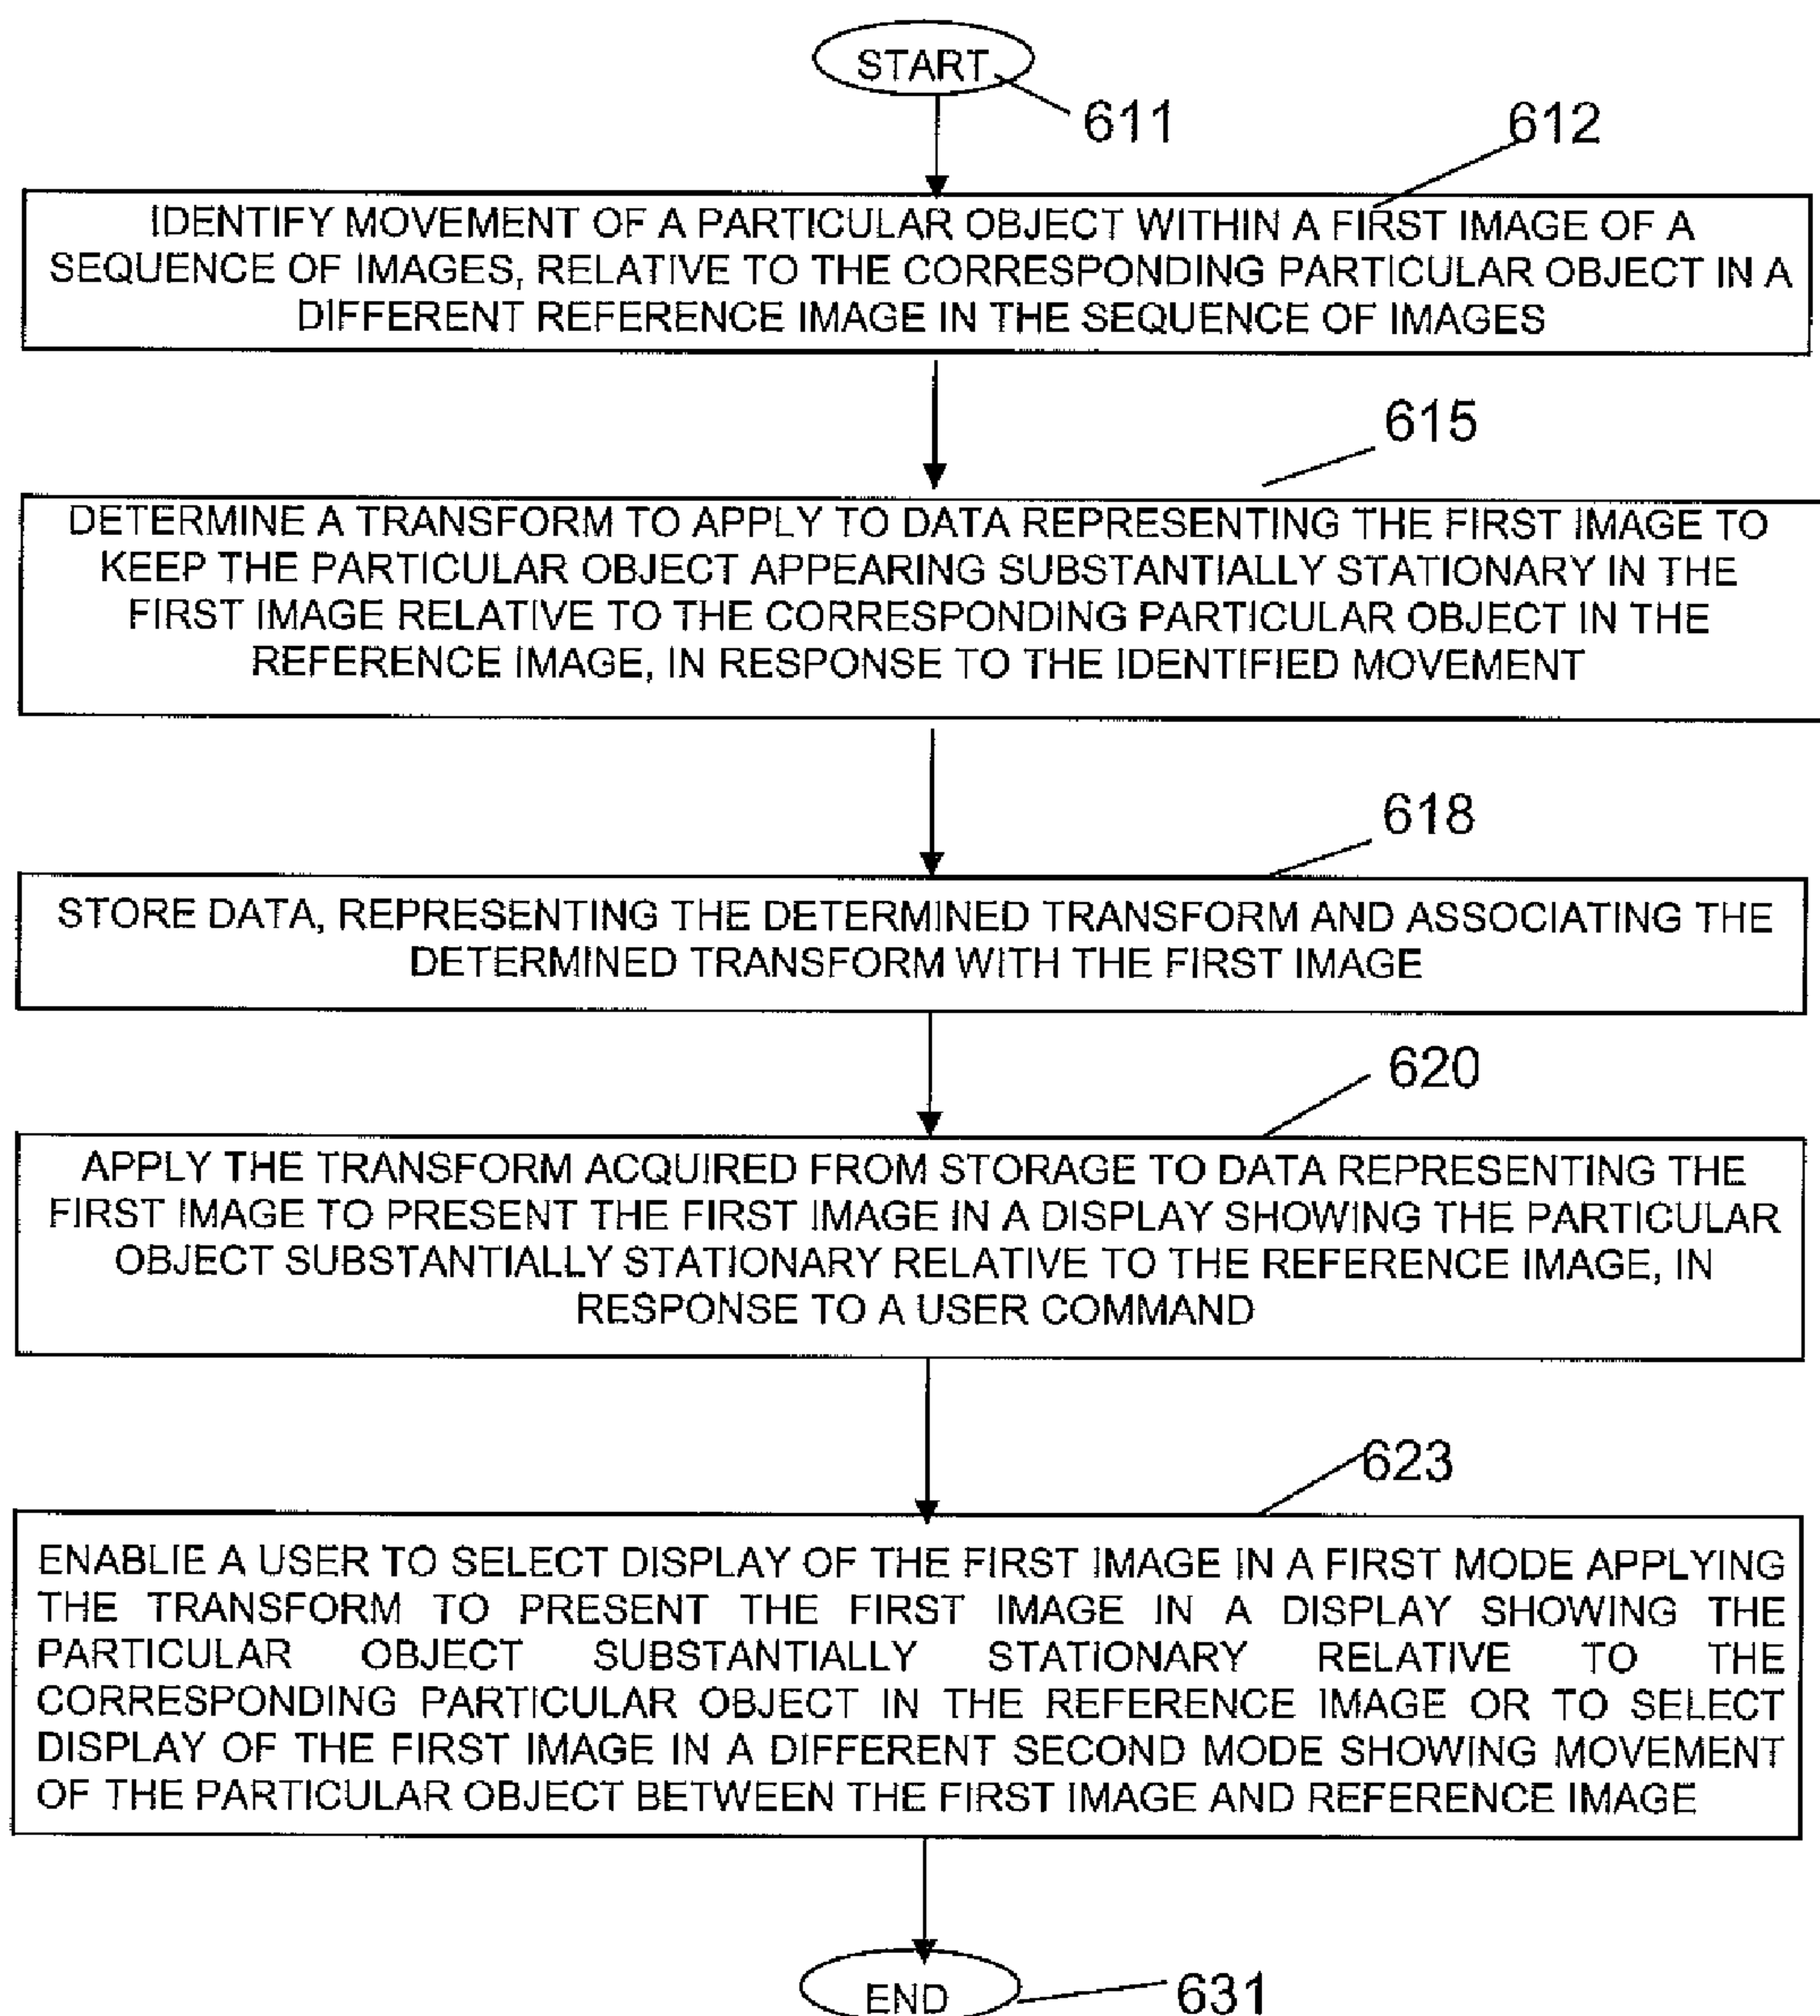 START
611
612
IDENTIFY MOVEMENT OF A PARTICULAR OBJECT WITHIN A FIRST IMAGE OF A
SEQUENCE OF IMAGES, RELATIVE TO THE CORRESPONDING PARTICULAR OBJECT IN A
DIFFERENT REFERENCE IMAGE IN THE SEQUENCE OF IMAGES
615
DETERMINE A TRANSFORM TO APPLY TO DATA REPRESENTING THE FIRST IMAGE TO
KEEP THE PARTICULAR OBJECT APPEARING SUBSTANTIALLY STATIONARY IN THE
FIRST IMAGE RELATIVE TO THE CORRESPONDING PARTICULAR OBJECT IN THE
REFERENCE IMAGE, IN RESPONSE TO THE IDENTIFIED MOVEMENT
618
STORE DATA, REPRESENTING THE DETERMINED TRANSFORM AND ASSOCIATING THE
DETERMINED TRANSFORM WITH THE FIRST IMAGE
620
APPLY THE TRANSFORM ACQUIRED FROM STORAGE TO DATA REPRESENTING THE
FIRST IMAGE TO PRESENT THE FIRST IMAGE IN A DISPLAY SHOWING THE PARTICULAR
OBJECT SUBSTANTIALLY STATIONARY RELATIVE TO THE REFERENCE IMAGE, IN
RESPONSE TO A USER COMMAND
623
ENABLIE A USER TO SELECT DISPLAY OF THE FIRST IMAGE IN A FIRST MODE APPLYING
THE TRANSFORM TO PRESENT THE FIRST IMAGE IN A DISPLAY SHOWING THE
PARTICULAR OBJECT SUBSTANTIALLY STATIONARY RELATIVE TO THE
CORRESPONDING PARTICULAR OBJECT IN THE REFERENCE IMAGE OR TO SELECT
DISPLAY OF THE FIRST IMAGE IN A DIFFERENT SECOND MODE SHOWING MOVEMENT
OF THE PARTICULAR OBJECT BETWEEN THE FIRST IMAGE AND REFERENCE IMAGE
END
631